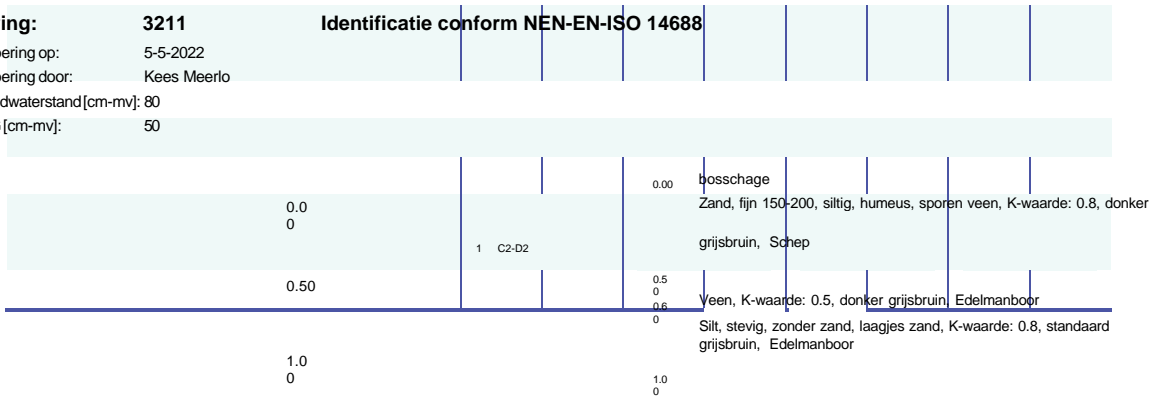 ing: 3211 Identificatie conform NEN-EN-ISO 14688
ering op: 5-5-2022
ering door: Kees Meerlo
dwaterstand [cm-mv]: 80
[cm-mv]: 50
0.00 bosschage
0.0
0
Zand, fijn 150-200, siltig, humeus, sporen veen, K-waarde: 0.8, donker
grijsbruin, Schep
1 C2-D2
0.50
0.5
0
Veen, K-waarde: 0.5, donker grijsbruin, Edelmanboor
0.6
0
Silt, stevig, zonder zand, laagjes zand, K-waarde: 0.8, standaard
grijsbruin, Edelmanboor
1.0
0
1.0
0